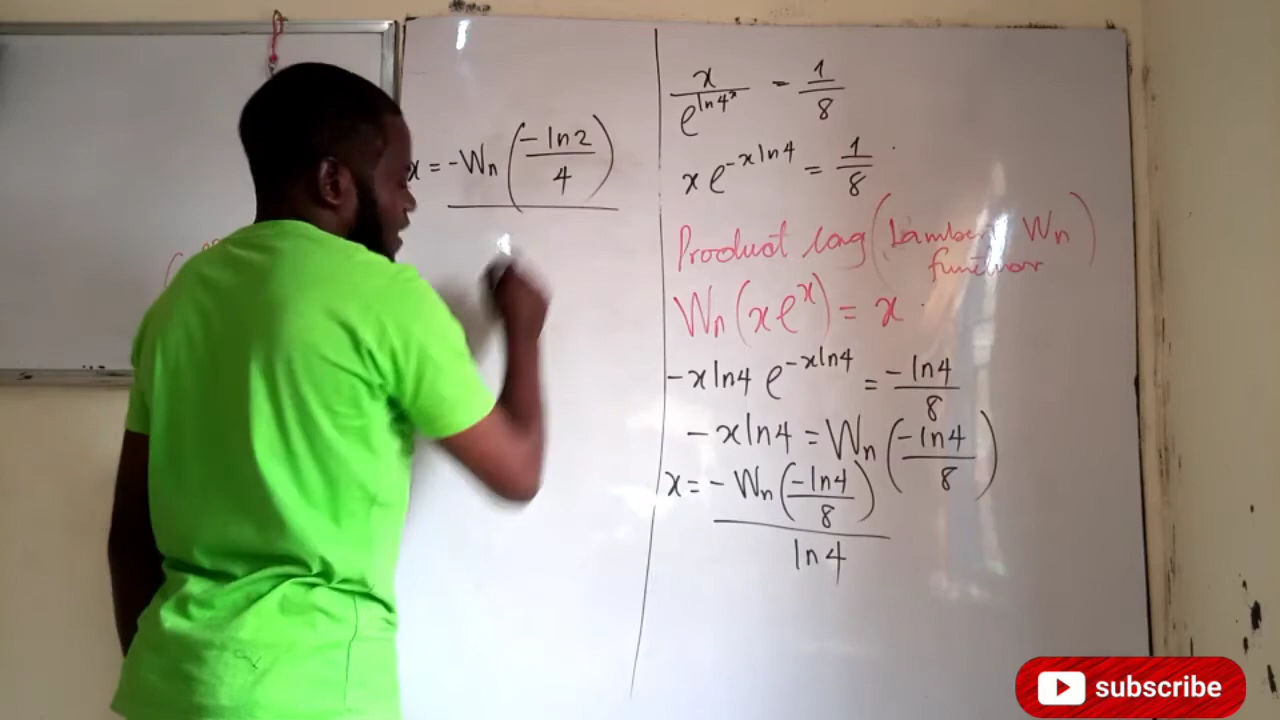 x = -Wₙ(-ln2/4)
x/e^(ln4^x) = 1/8
x e^(-xln4) = 1/8
Product log (Lambert Wₙ)
function
Wₙ(xe^x) = x
-xln4 e^(-xln4) = -ln4/8
-xln4 = Wₙ(-ln4/8)
x = -Wₙ(-ln4/8)
ln4
subscribe